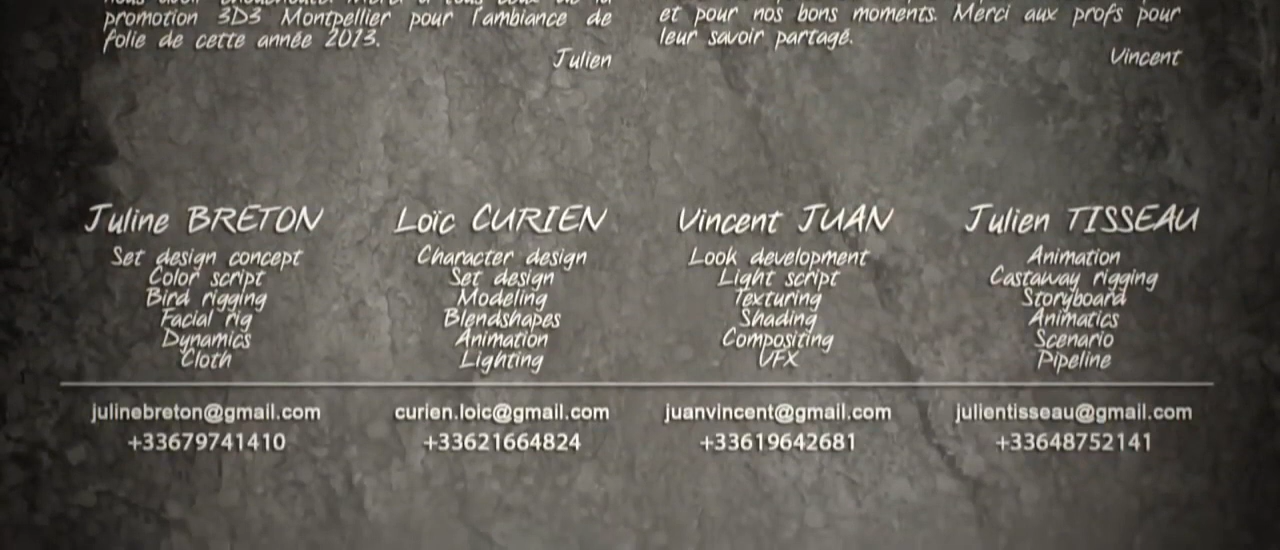 promotion 3D3 Montpellier pour l'ambiance de
folie de cette année 2013.
Julien
et pour nos bons moments. Merci aux profs pour
leur savoir partagé.
Vincent
Juline BRETON
Set design concept
Color script
Bird rigging
Facial rig
Dynamics
Cloth
julinebreton@gmail.com
+33679741410
Loïc CURIEN
Character design
Set design
Modeling
Blendshapes
Animation
Lighting
curien.loic@gmail.com
+33621664824
Vincent JUAN
Look development
Light script
Texturing
Shading
Compositing
VFX
juanvincent@gmail.com
+33619642681
Julien TISSEAU
Animation
Castaway rigging
Storyboard
Animatics
Scenario
Pipeline
julientisseau@gmail.com
+33648752141